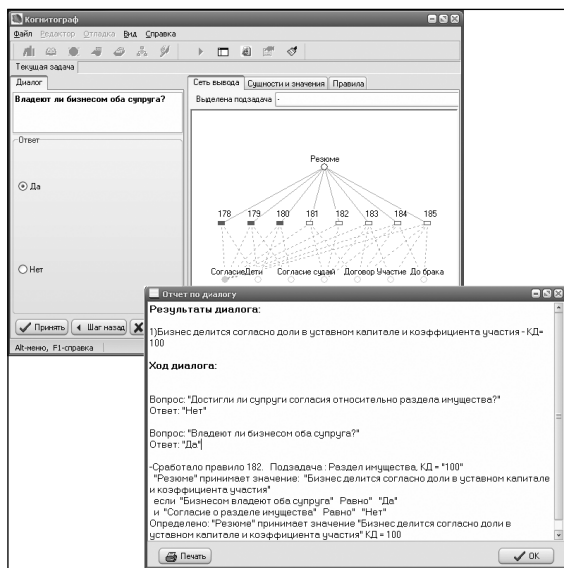 Когнитограф
Файл Редактор Отладка Вид Справка
Текущая задача
Диалог
Сеть вывода Сущности и значения Правила
Владеют ли бизнесом оба супруга?
Выделена подзадача -
Ответ
Да
Нет
Резюме
178 179 180 181 182 183 184 185
Согласие Дети Согласие судай Договор Участие До брака
Принять Шаг назад
Alt-меню, F1-справка
Отчет по диалогу
Результаты диалога:
1)Бизнес делится согласно доли в уставном капитале и коэффициента участия - КД=
100
Ход диалога:
Вопрос: "Достигли ли супруги согласия относительно раздела имущества?"
Ответ: "Нет"
Вопрос: "Владеют ли бизнесом оба супруга?"
Ответ: "Да"
-Сработало правило 182. Подзадача : Раздел имущества, КД = "100"
"Резюме" принимает значение: "Бизнес делится согласно доли в уставном капитале
и коэффициента участия"
если "Бизнесом владеют оба супруга" Равно "Да"
и "Согласие о разделе имущества" Равно "Нет"
Определено: "Резюме" принимает значение "Бизнес делится согласно доли в
уставном капитале и коэффициента участия" КД = 100
Печать
OK